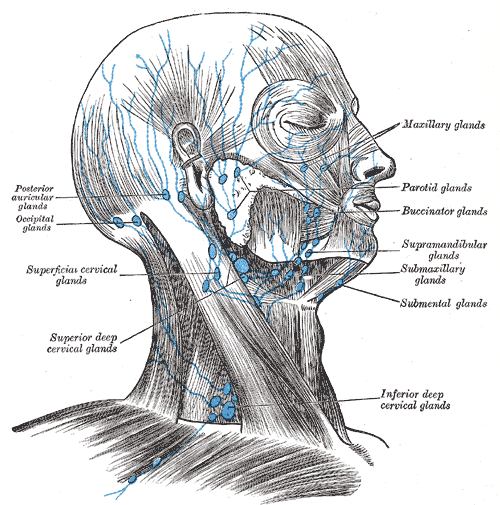 Maxillary glands
Posterior
auricular
glands
Parotid glands
Occipital
glands
Buccinator glands
Supramandibular
glands
Superficial cervical
glands
Submaxillary
glands
Submental glands
Superior deep
cervical glands
Inferior deep
cervical glands